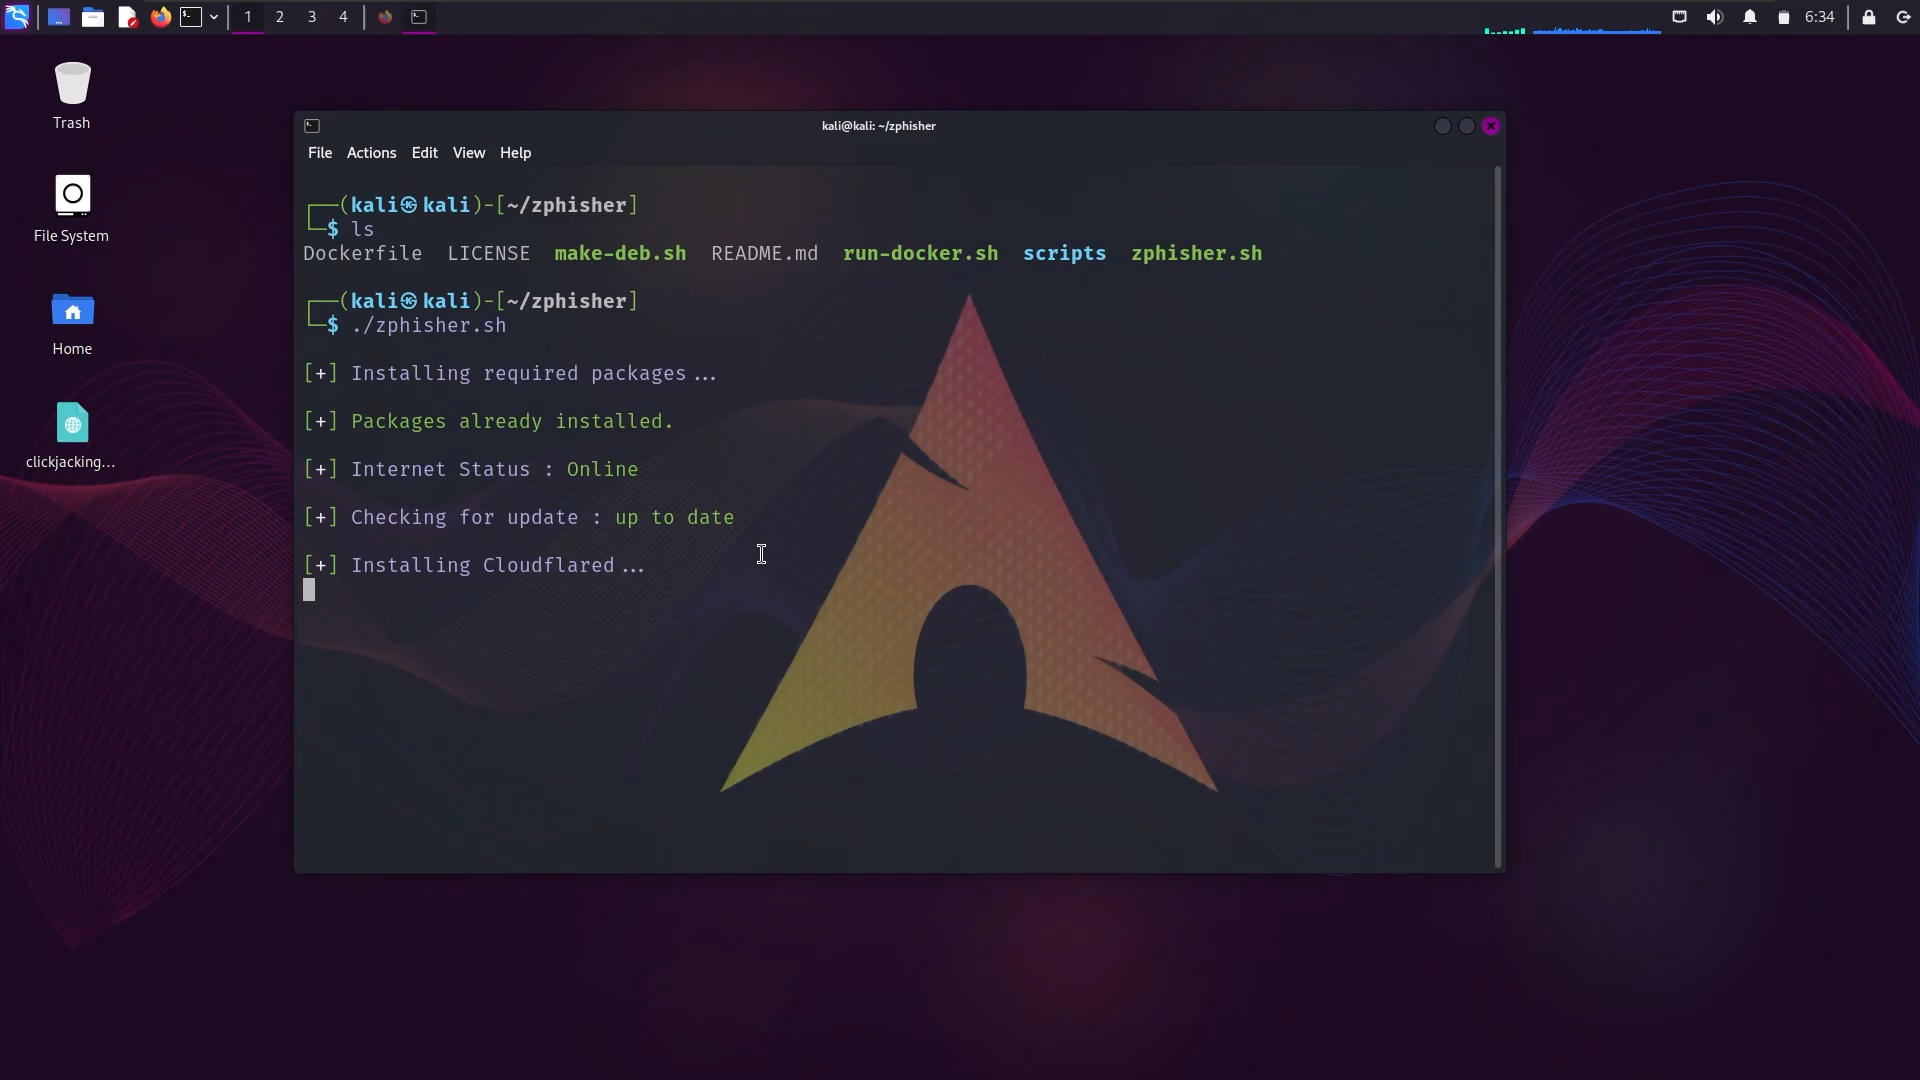 1 2 3 4 6:34
Trash
File System
Home
clickjacking...
kali@kali: ~/zphisher
File Actions Edit View Help
┌──(kali㉿kali)-[~/zphisher]
└─$ ls
Dockerfile LICENSE make-deb.sh README.md run-docker.sh scripts zphisher.sh
┌──(kali㉿kali)-[~/zphisher]
└─$ ./zphisher.sh
[+] Installing required packages...
[+] Packages already installed.
[+] Internet Status : Online
[+] Checking for update : up to date
[+] Installing Cloudflared...